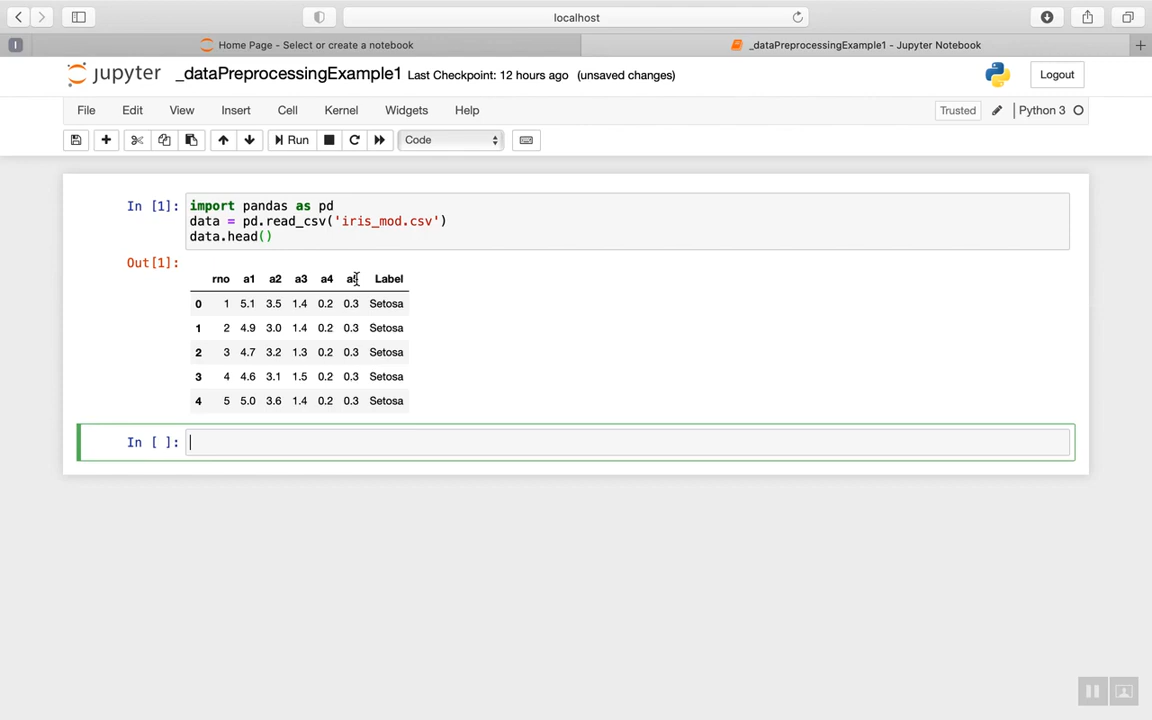 localhost
I
Home Page - Select or create a notebook
_dataPreprocessingExample1 - Jupyter Notebook
jupyter _dataPreprocessingExample1 Last Checkpoint: 12 hours ago (unsaved changes) Logout
File Edit View Insert Cell Kernel Widgets Help Trusted Python 3
Run Code
In [1]: import pandas as pd
data = pd.read_csv('iris_mod.csv')
data.head()
Out[1]:
rno a1 a2 a3 a4 a5 Label
0 1 5.1 3.5 1.4 0.2 0.3 Setosa
1 2 4.9 3.0 1.4 0.2 0.3 Setosa
2 3 4.7 3.2 1.3 0.2 0.3 Setosa
3 4 4.6 3.1 1.5 0.2 0.3 Setosa
4 5 5.0 3.6 1.4 0.2 0.3 Setosa
In [ ]: